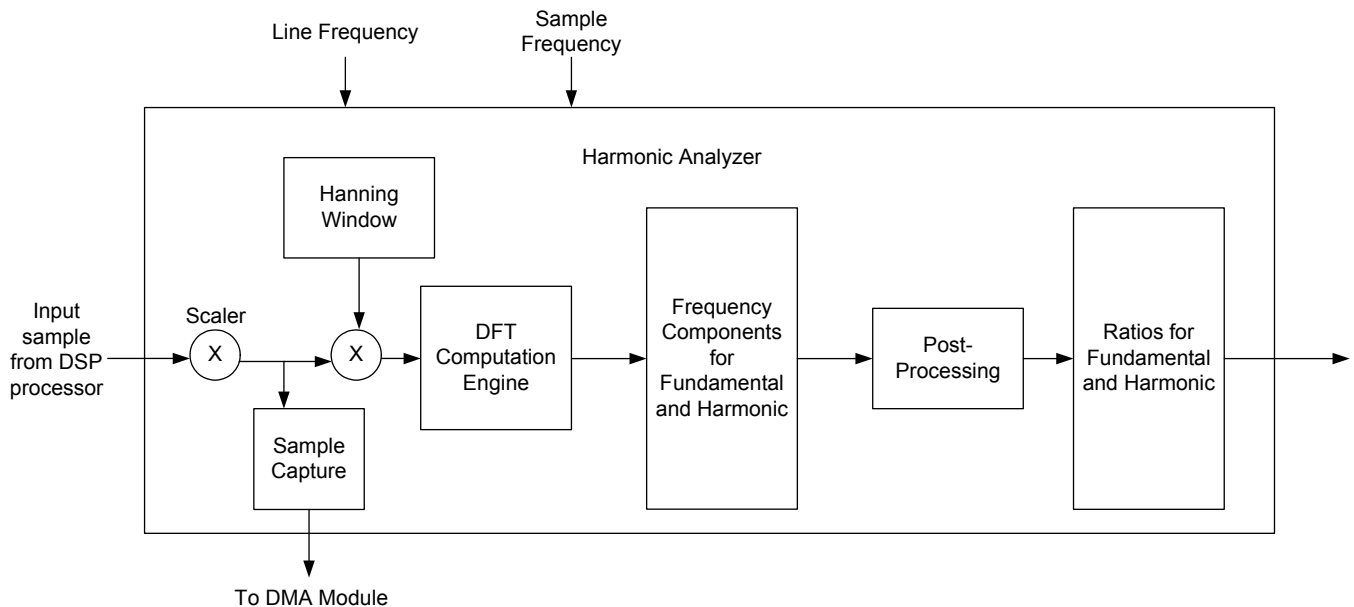 Line Frequency
Sample
Frequency
Harmonic Analyzer
Hanning
Window
Input
sample
from DSP
processor
Scaler
X
X
DFT
Computation
Engine
Frequency
Components
for
Fundamental
and Harmonic
Post-
Processing
Ratios for
Fundamental
and Harmonic
Sample
Capture
To DMA Module